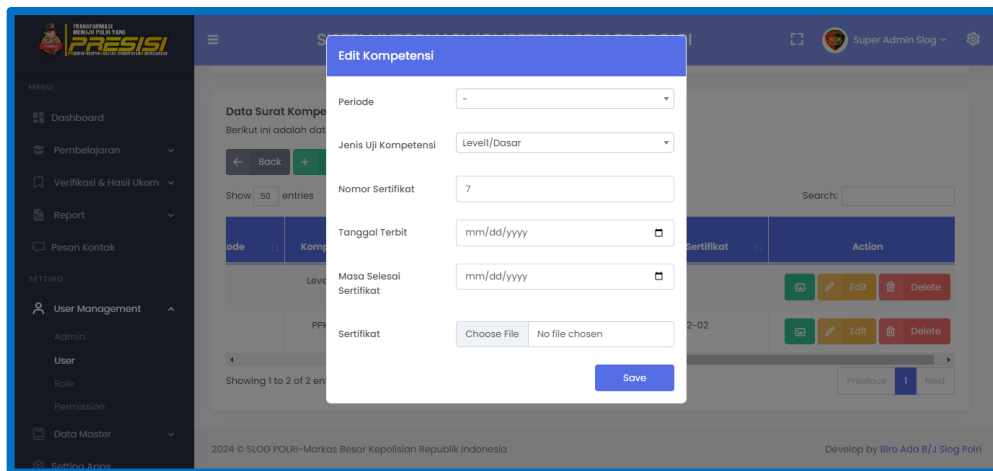 TRANSFORMASI
MENUJU POLRI YANG
PRESISI
Super Admin Slog
MENU
Dashboard
Pembelajaran
Verifikasi & Hasil Ukom
Report
Pesan Kontak
SETTING
User Management
Admin
User
Role
Permission
Data Master
Setting Apps
Data Surat Kompe
Berikut ini adalah dat
Back
Show 50 entries
Search:
ode
Komp
Sertifikat
Action
Leve
Edit
Delete
PPK
2-02
Edit
Delete
Showing 1 to 2 of 2 en
Previous 1 Next
Edit Kompetensi
Periode
-
Jenis Uji Kompetensi
Level1/Dasar
Nomor Sertifikat
7
Tanggal Terbit
mm/dd/yyyy
Masa Selesai
Sertifikat
mm/dd/yyyy
Sertifikat
Choose File No file chosen
Save
2024 © SLOG POLRI-Markas Besar Kepolisian Republik Indonesia
Develop by Biro Ada B/J Slog Polri